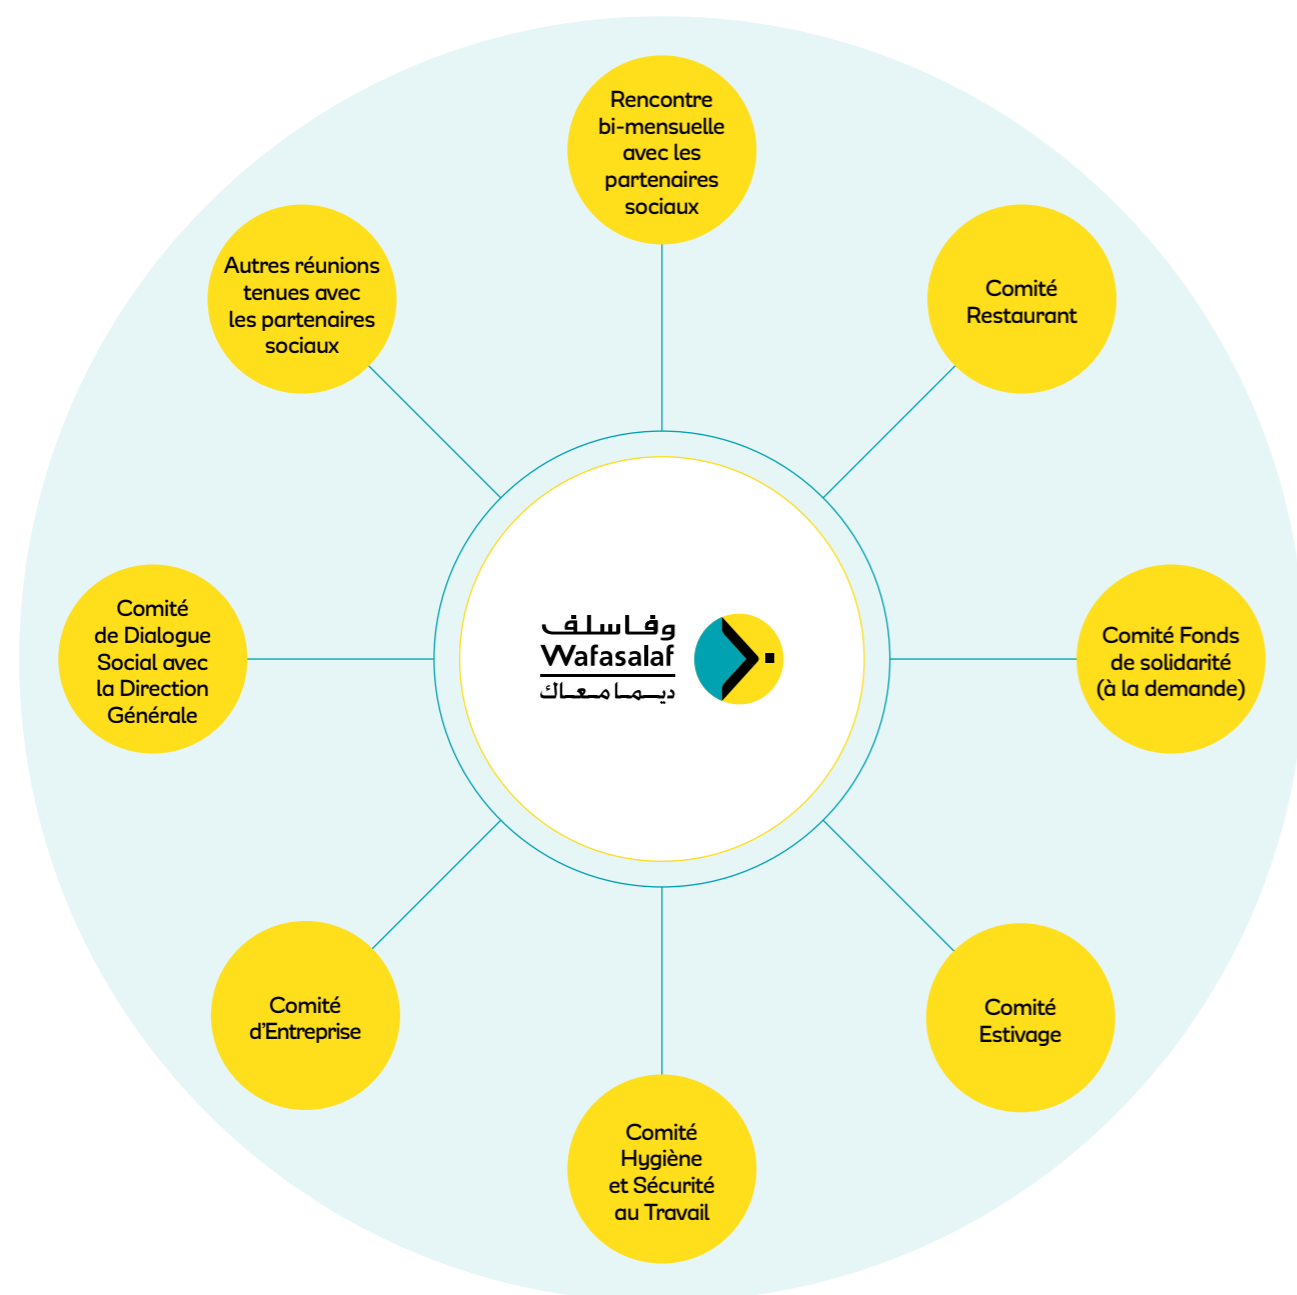 Rencontre
bi-mensuelle
avec les
partenaires
sociaux
Autres réunions
tenues avec
les partenaires
sociaux
Comité
Restaurant
Comité
de Dialogue
Social avec
la Direction
Générale
وفاسلف
Wafasalaf
ديما معاك
Comité Fonds
de solidarité
(à la demande)
Comité
d'Entreprise
Comité
Estivage
Comité
Hygiène
et Sécurité
au Travail